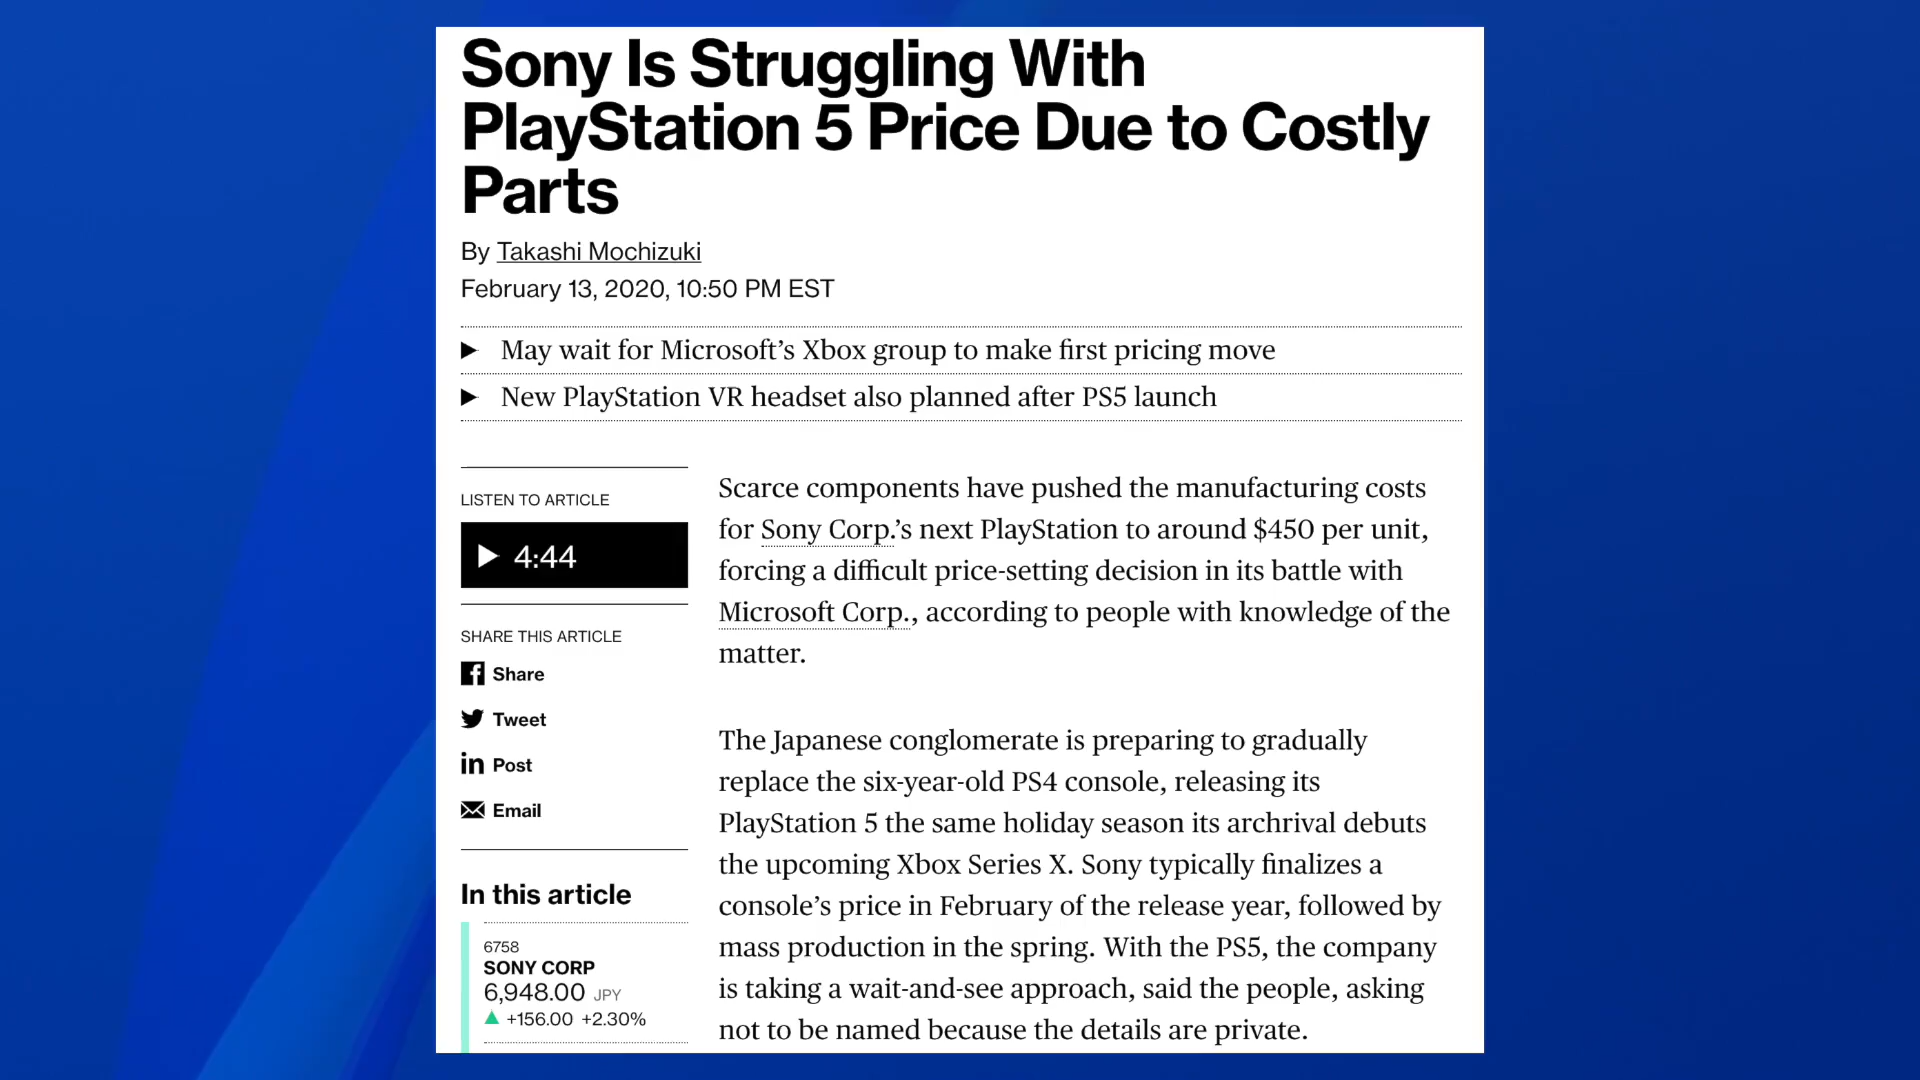 Sony Is Struggling With
PlayStation 5 Price Due to Costly
Parts
By Takashi Mochizuki
February 13, 2020, 10:50 PM EST
May wait for Microsoft’s Xbox group to make first pricing move
New PlayStation VR headset also planned after PS5 launch
LISTEN TO ARTICLE
4:44
SHARE THIS ARTICLE
Share
Tweet
Post
Email
In this article
6758
SONY CORP
6,948.00 JPY
+156.00 +2.30%
Scarce components have pushed the manufacturing costs
for Sony Corp.’s next PlayStation to around $450 per unit,
forcing a difficult price-setting decision in its battle with
Microsoft Corp., according to people with knowledge of the
matter.
The Japanese conglomerate is preparing to gradually
replace the six-year-old PS4 console, releasing its
PlayStation 5 the same holiday season its archrival debuts
the upcoming Xbox Series X. Sony typically finalizes a
console’s price in February of the release year, followed by
mass production in the spring. With the PS5, the company
is taking a wait-and-see approach, said the people, asking
not to be named because the details are private.